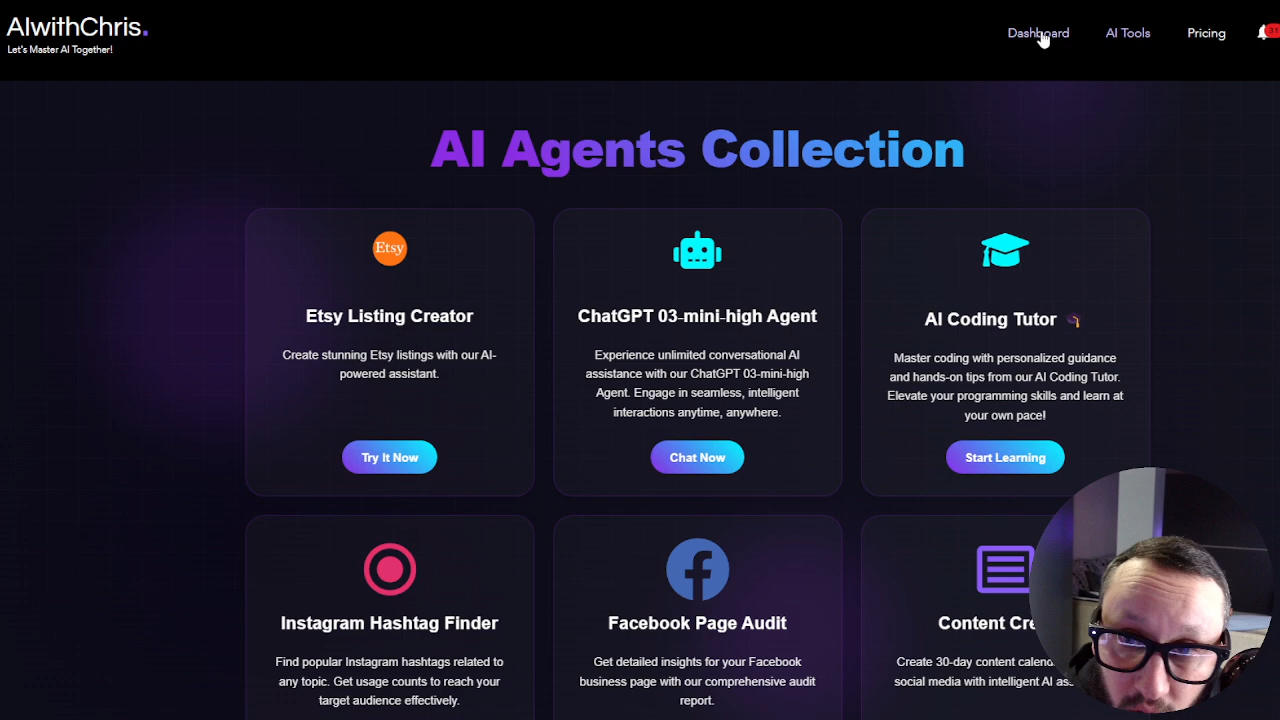 AIwithChris.
Let's Master AI Together!
Dashboard
AI Tools
Pricing
31
AI Agents Collection
Etsy
Etsy Listing Creator
Create stunning Etsy listings with our AI-
powered assistant.
Try It Now
ChatGPT 03-mini-high Agent
Experience unlimited conversational AI
assistance with our ChatGPT 03-mini-high
Agent. Engage in seamless, intelligent
interactions anytime, anywhere.
Chat Now
AI Coding Tutor
Master coding with personalized guidance
and hands-on tips from our AI Coding Tutor.
Elevate your programming skills and learn at
your own pace!
Start Learning
Instagram Hashtag Finder
Find popular Instagram hashtags related to
any topic. Get usage counts to reach your
target audience effectively.
Facebook Page Audit
Get detailed insights for your Facebook
business page with our comprehensive audit
report.
Content
Create 30-day content
social media with intelligent AI